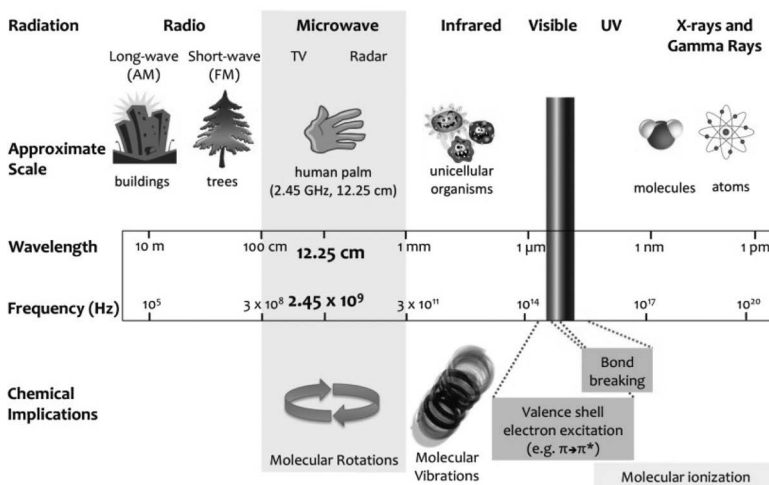 Radiation Radio Microwave Infrared Visible UV X-rays and
Gamma Rays
Long-wave Short-wave TV Radar
(AM) (FM)
Approximate
Scale
buildings trees human palm
(2.45 GHz, 12.25 cm)
unicellular
organisms
molecules atoms
Wavelength 10 m 100 cm 12.25 cm 1 mm 1 μm 1 nm 1 pm
Frequency (Hz) 10⁵ 3 x 10⁸ 2.45 x 10⁹ 3 x 10¹¹ 10¹⁴ 10¹⁷ 10²⁰
Chemical
Implications
Molecular Rotations
Molecular
Vibrations
Valence shell
electron excitation
(e.g. π→π*)
Bond
breaking
Molecular ionization